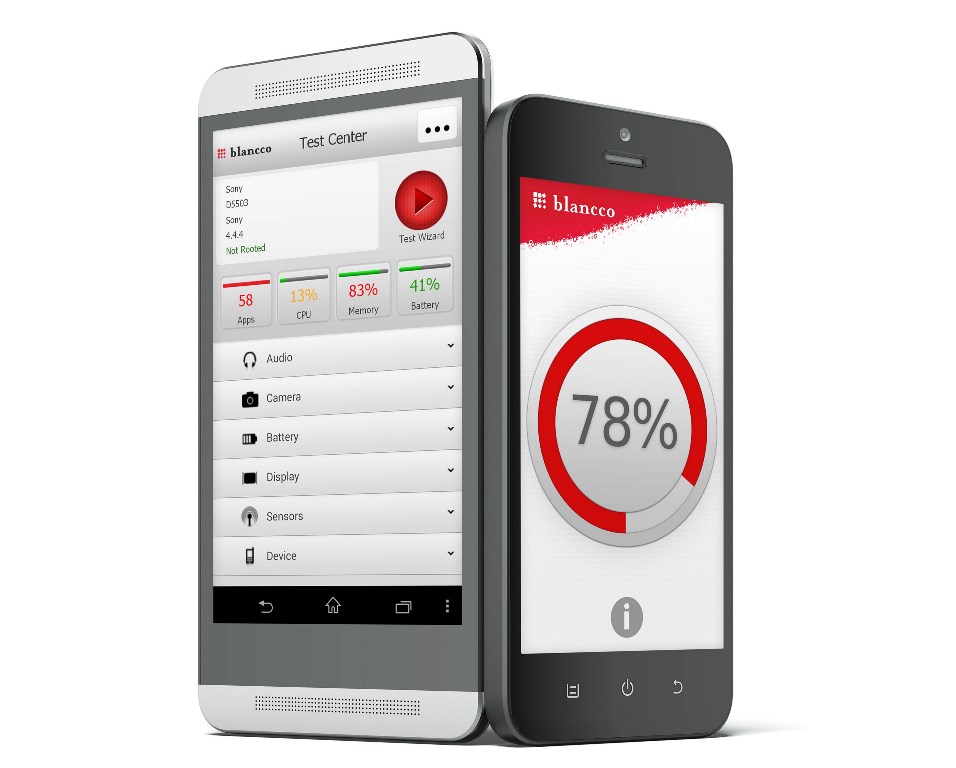 blancco
Test Center
Sony
D5503
Sony
4.4.4
Not Rooted
Test Wizard
58
Apps
13%
CPU
83%
Memory
41%
Battery
Audio
Camera
Battery
Display
Sensors
Device
blancco
78%
i